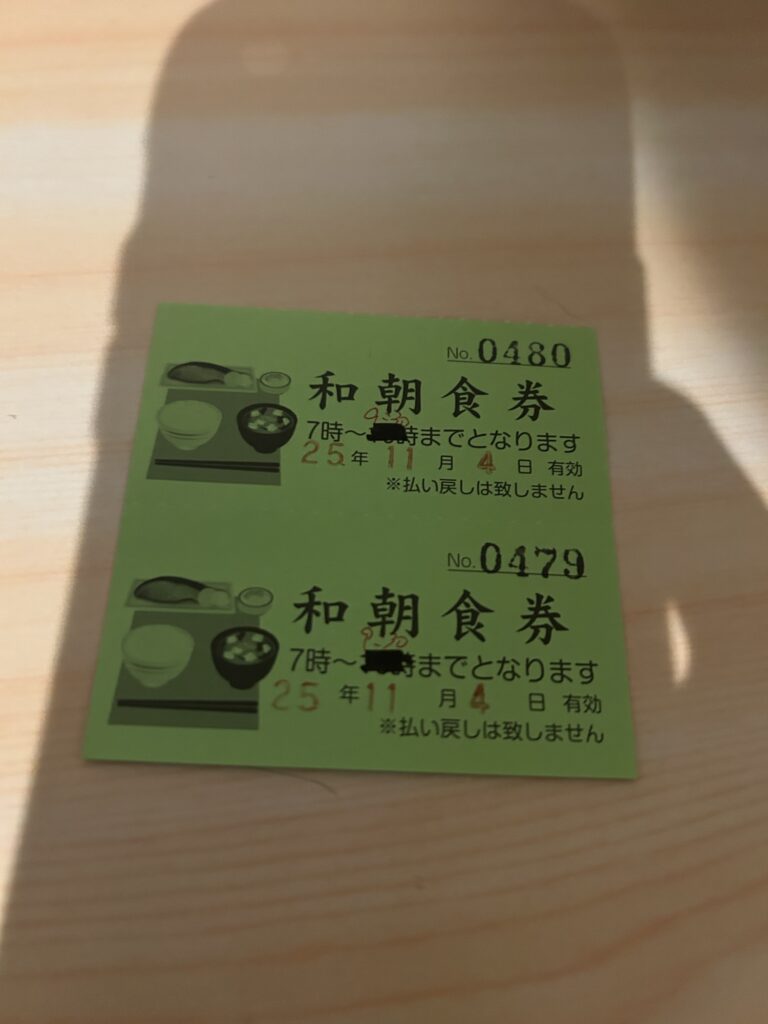 No. 0480
和朝食券
9:30
7時～時までとなります
25年 11月 4日 有効
※払い戻しは致しません
No. 0479
和朝食券
9:30
7時～時までとなります
25年 11月 4日 有効
※払い戻しは致しません